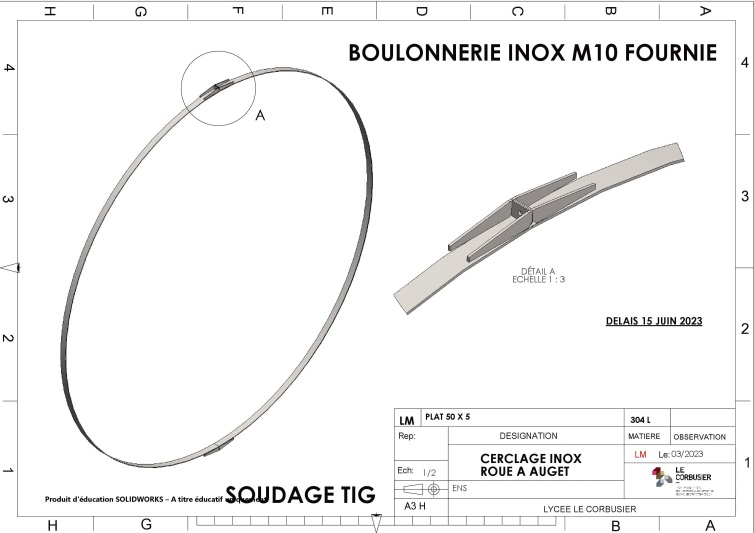 H G F E D C B A
BOULONNERIE INOX M10 FOURNIE
4 4
A
3 3
DÉTAIL A
ECHELLE 1 : 3
DELAIS 15 JUIN 2023
2 2
LM PLAT 50 X 5 304 L
Rep: DESIGNATION MATIERE OBSERVATION
CERCLAGE INOX
ROUE A AUGET
LM Le: 03/2023
Ech: 1/2
LE
CORBUSIER
1 1
ENS
Produit d'éducation SOLIDWORKS – A titre éducatif
SOUDAGE TIG
A3 H LYCEE LE CORBUSIER
H G B A